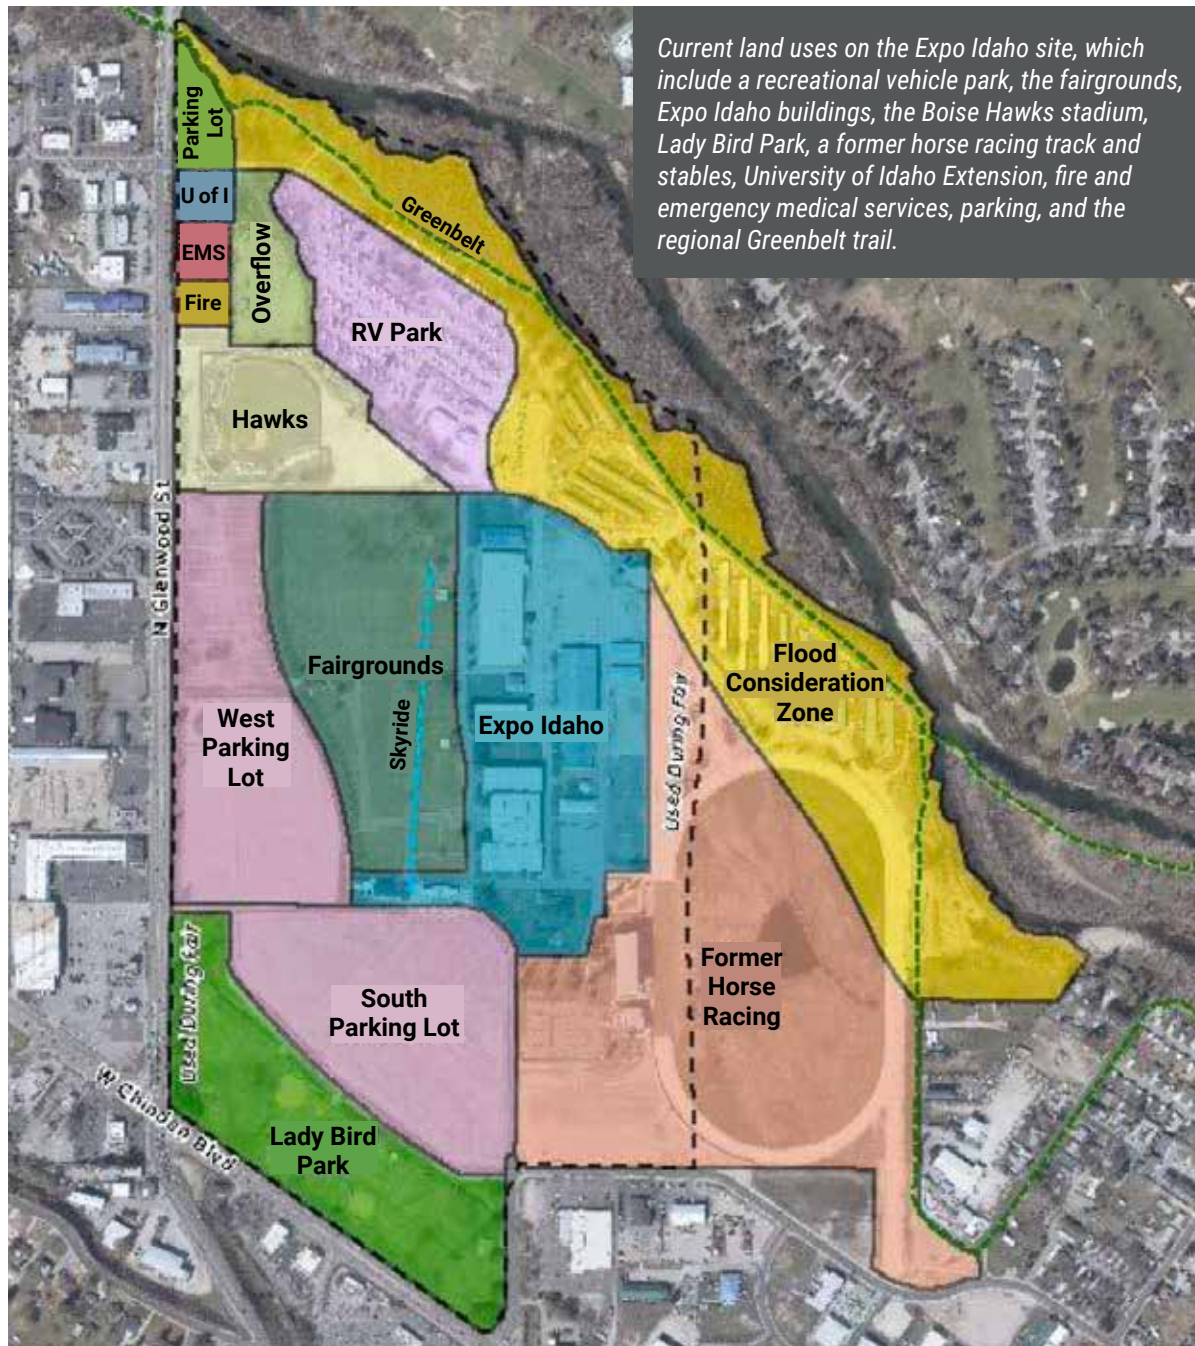 Current land uses on the Expo Idaho site, which
include a recreational vehicle park, the fairgrounds,
Expo Idaho buildings, the Boise Hawks stadium,
Lady Bird Park, a former horse racing track and
stables, University of Idaho Extension, fire and
emergency medical services, parking, and the
regional Greenbelt trail.
Parking
Lot
U of I
EMS
Fire
Overflow
Greenbelt
RV Park
Hawks
N Glenwood St
Fairgrounds
Skyride
West
Parking
Lot
Expo Idaho
Used During Fair
Flood
Consideration
Zone
Former
Horse
Racing
Used During Fair
South
Parking Lot
W Chinden Blvd
Lady Bird
Park